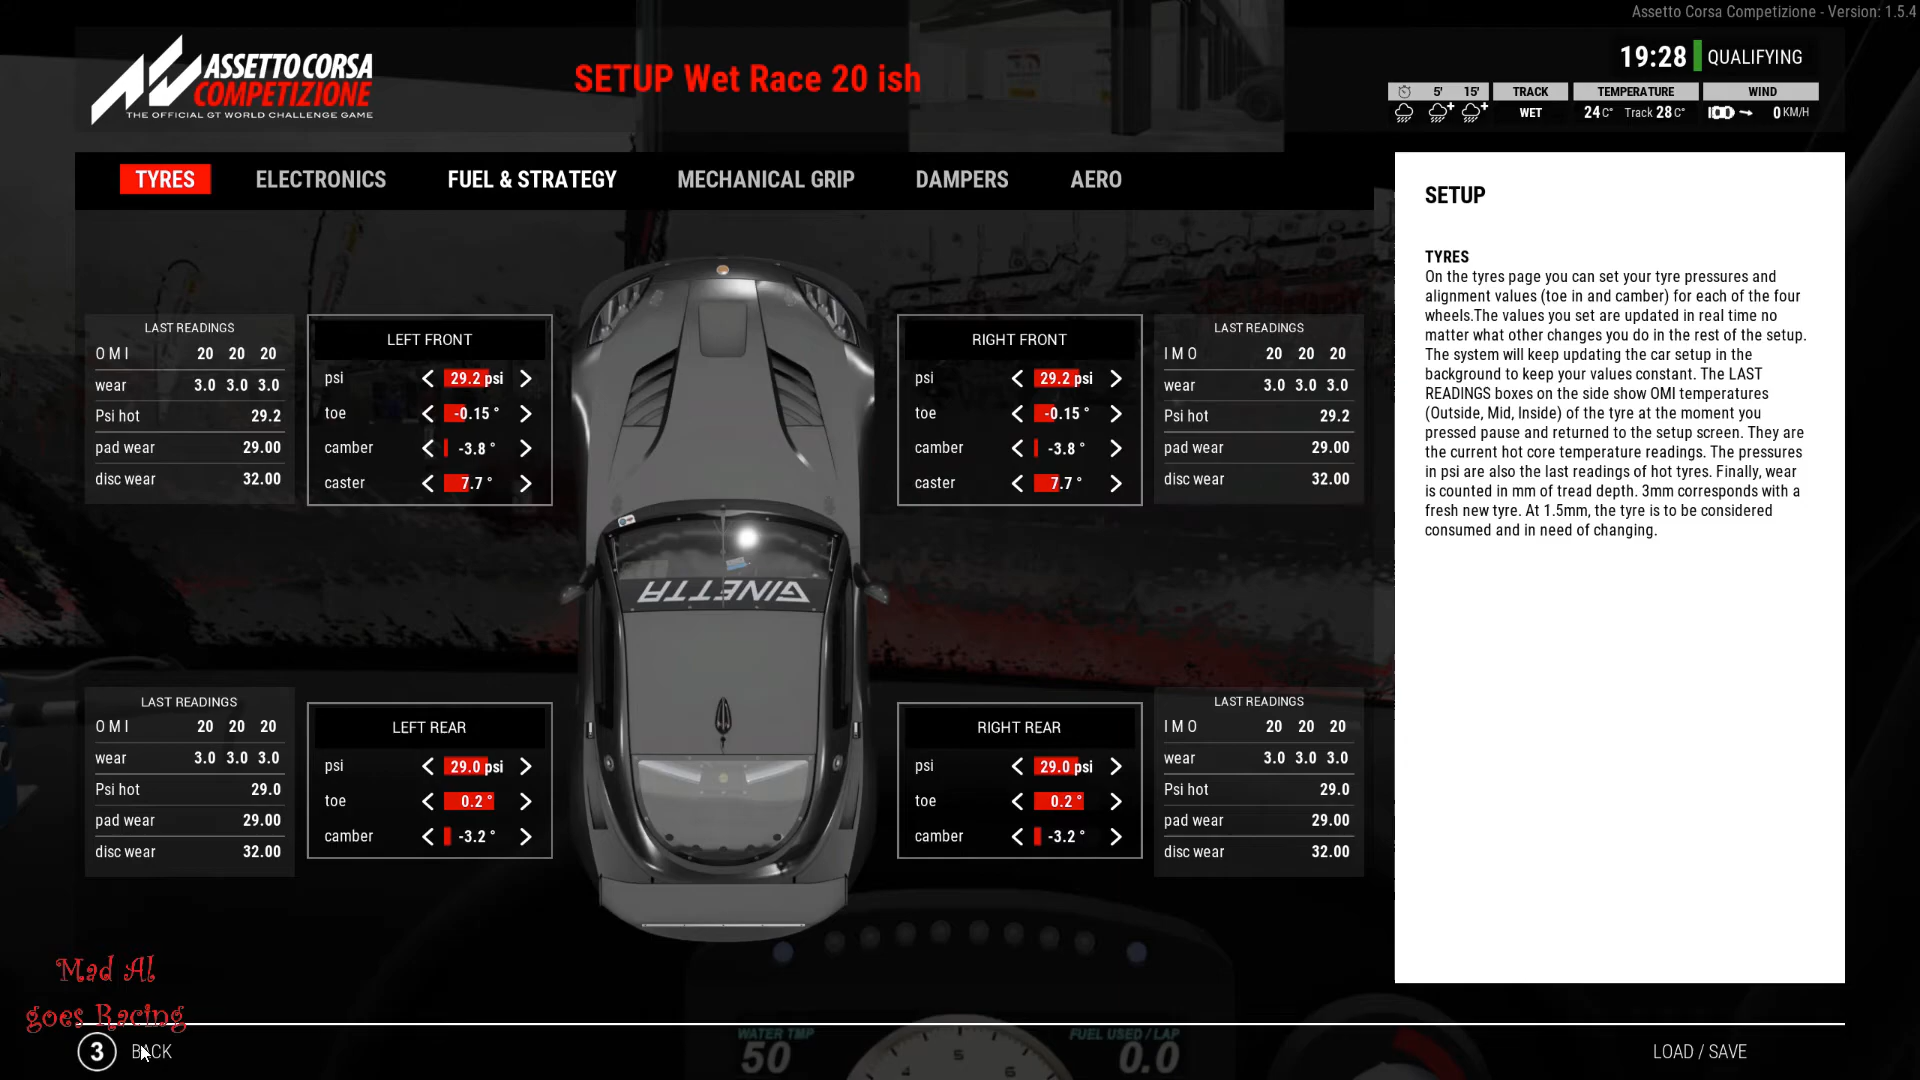 Assetto Corsa Competizione - Version: 1.5.4
ASSETTO CORSA
COMPETIZIONE
THE OFFICIAL GT WORLD CHALLENGE GAME
SETUP Wet Race 20 ish
19:28 QUALIFYING
5' 15' TRACK TEMPERATURE WIND
WET 24 C° Track 28 C° 0 KM/H
TYRES ELECTRONICS FUEL & STRATEGY MECHANICAL GRIP DAMPERS AERO
LAST READINGS
O M I 20 20 20
wear 3.0 3.0 3.0
Psi hot 29.2
pad wear 29.00
disc wear 32.00
LEFT FRONT
psi 29.2 psi
toe -0.15 °
camber -3.8 °
caster 7.7 °
RIGHT FRONT
psi 29.2 psi
toe -0.15 °
camber -3.8 °
caster 7.7 °
LAST READINGS
I M O 20 20 20
wear 3.0 3.0 3.0
Psi hot 29.2
pad wear 29.00
disc wear 32.00
GINETTA
LAST READINGS
O M I 20 20 20
wear 3.0 3.0 3.0
Psi hot 29.0
pad wear 29.00
disc wear 32.00
LEFT REAR
psi 29.0 psi
toe 0.2 °
camber -3.2 °
RIGHT REAR
psi 29.0 psi
toe 0.2 °
camber -3.2 °
LAST READINGS
I M O 20 20 20
wear 3.0 3.0 3.0
Psi hot 29.0
pad wear 29.00
disc wear 32.00
SETUP
TYRES
On the tyres page you can set your tyre pressures and
alignment values (toe in and camber) for each of the four
wheels.The values you set are updated in real time no
matter what other changes you do in the rest of the setup.
The system will keep updating the car setup in the
background to keep your values constant. The LAST
READINGS boxes on the side show OMI temperatures
(Outside, Mid, Inside) of the tyre at the moment you
pressed pause and returned to the setup screen. They are
the current hot core temperature readings. The pressures
in psi are also the last readings of hot tyres. Finally, wear
is counted in mm of tread depth. 3mm corresponds with a
fresh new tyre. At 1.5mm, the tyre is to be considered
consumed and in need of changing.
Mad Al
goes Racing
3 BACK
WATER TMP
50
4 5 6
FUEL USED / LAP
0.0
LOAD / SAVE